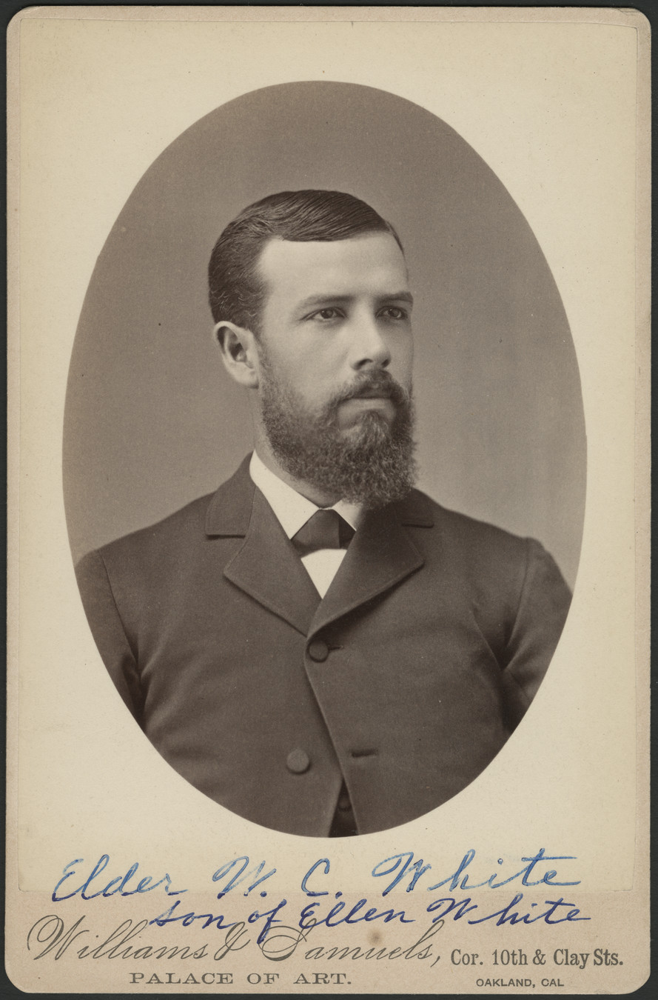 Elder W. C. White
son of Ellen White
Williams & Samuels, Cor. 10th & Clay Sts.
PALACE OF ART. OAKLAND, CAL